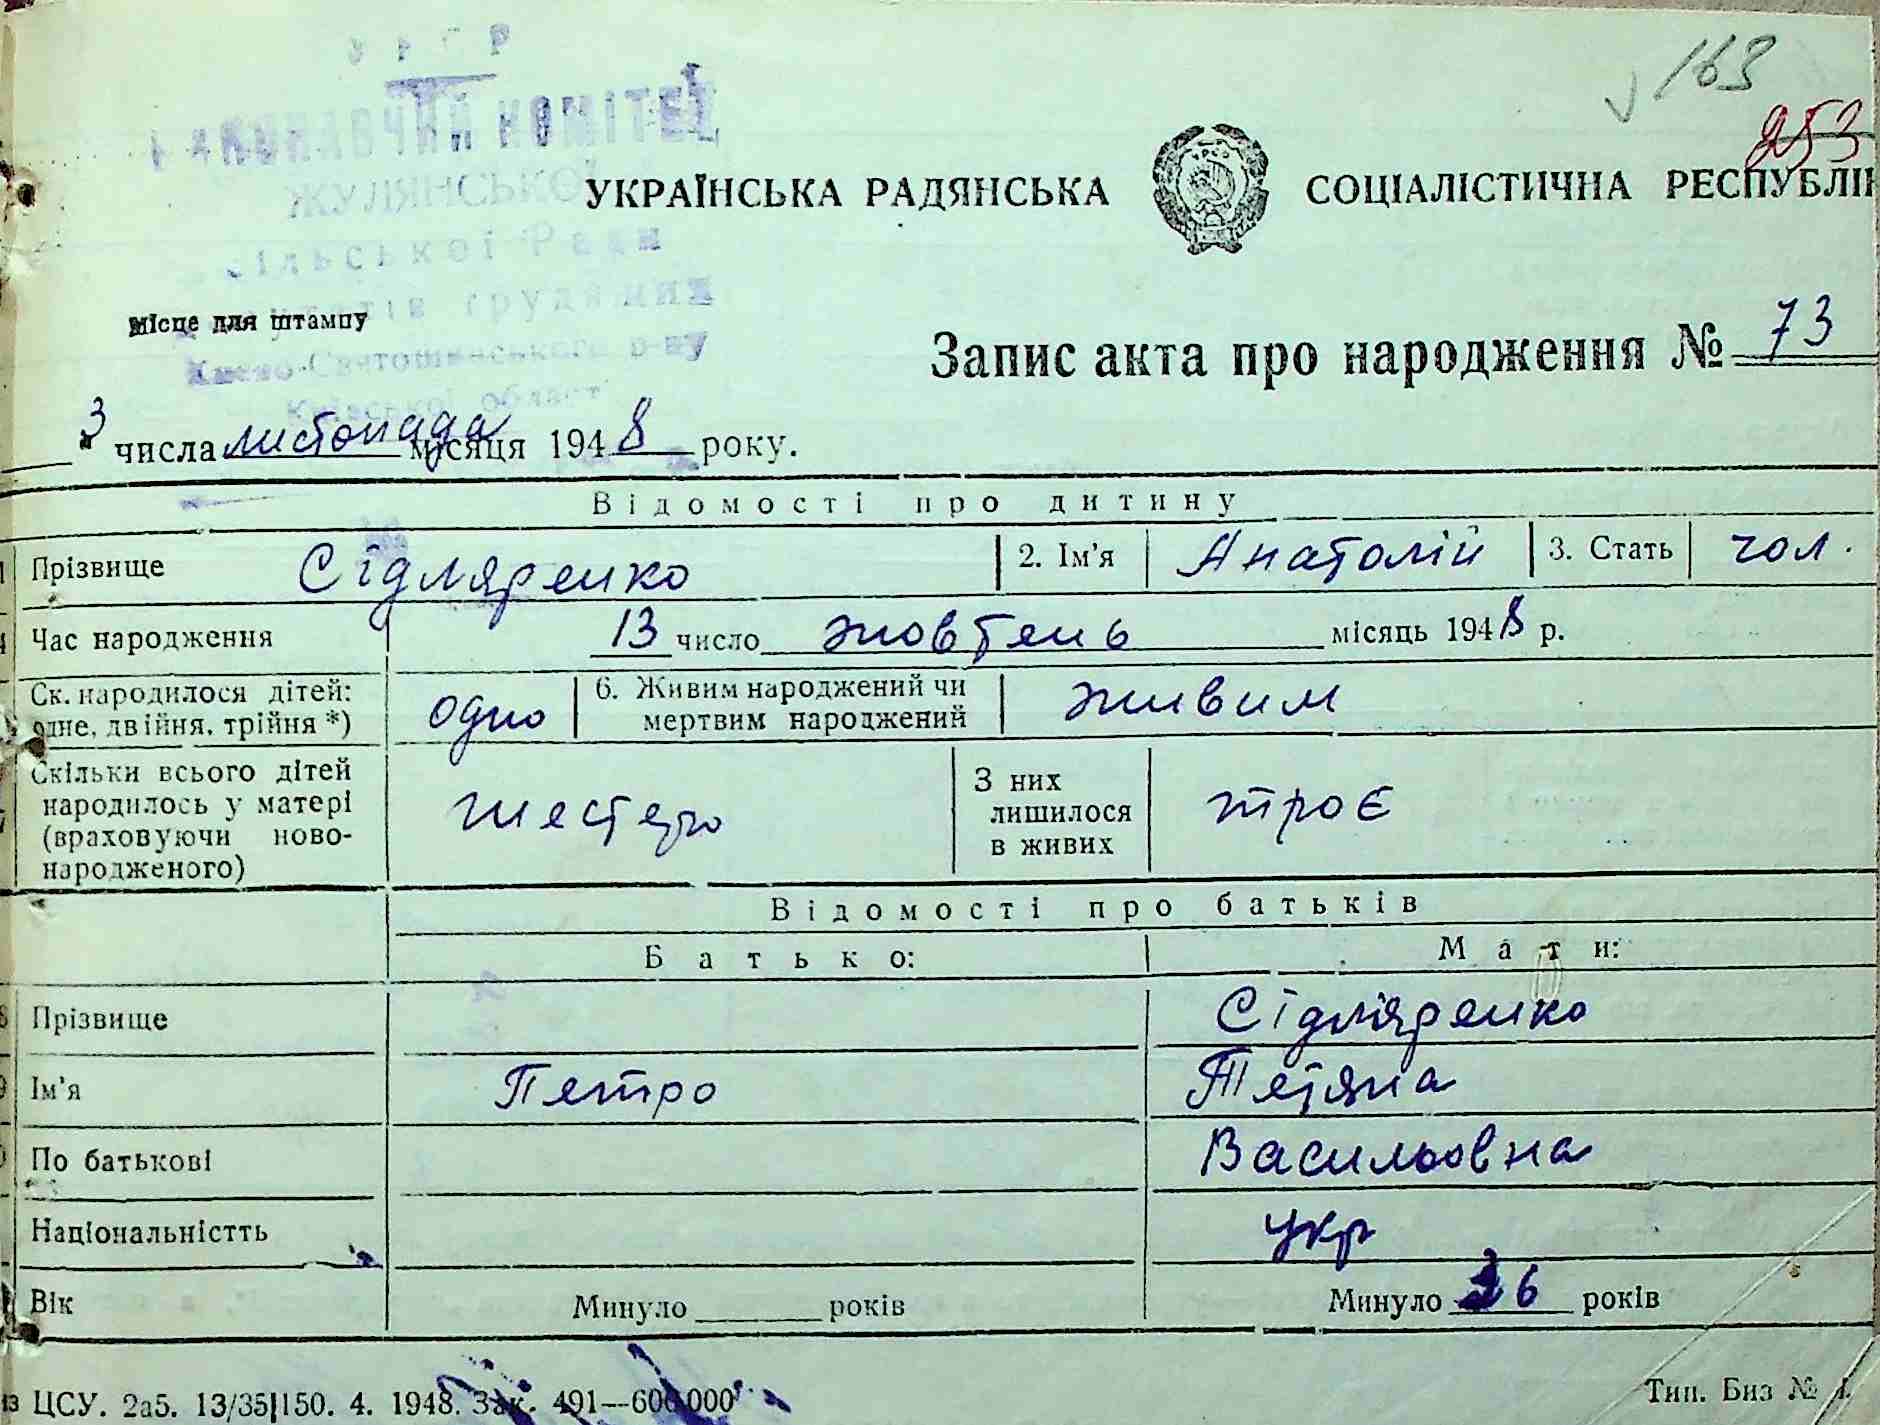 У Р С Р
ВИКОНАВЧИЙ КОМІТЕТ
ЖУЛЯНСЬКОЇ
сільської Ради
депутатів трудящих
Києво-Святошинського р-ну
Київської області
163
253
УКРАЇНСЬКА РАДЯНСЬКА СОЦІАЛІСТИЧНА РЕСПУБЛІК
місце для штампу
Запис акта про народження № 73
3 числа листопада місяця 1948 року.
Відомості про дитину
Прізвище Сідляренко 2. Ім'я Анатолій 3. Стать чол.
Час народження 13 число жовтень місяць 1948 р.
Ск. народилося дітей: одно 6. Живим народжений чи живим
одне, двійня, трійня *) мертвим народжений
Скільки всього дітей З них
народилось у матері шестеро лишилося троє
(враховуючи ново- в живих
народженого)
Відомості про батьків
Батько: Мати:
Прізвище Сідляренко
Ім'я Петро Тетяна
По батькові Васильовна
Національністть укр
Вік Минуло року Минуло 36 років
ЦСУ. 2а5. 13/35|150. 4. 1948. Зак. 491—600000 Тип. Биз №